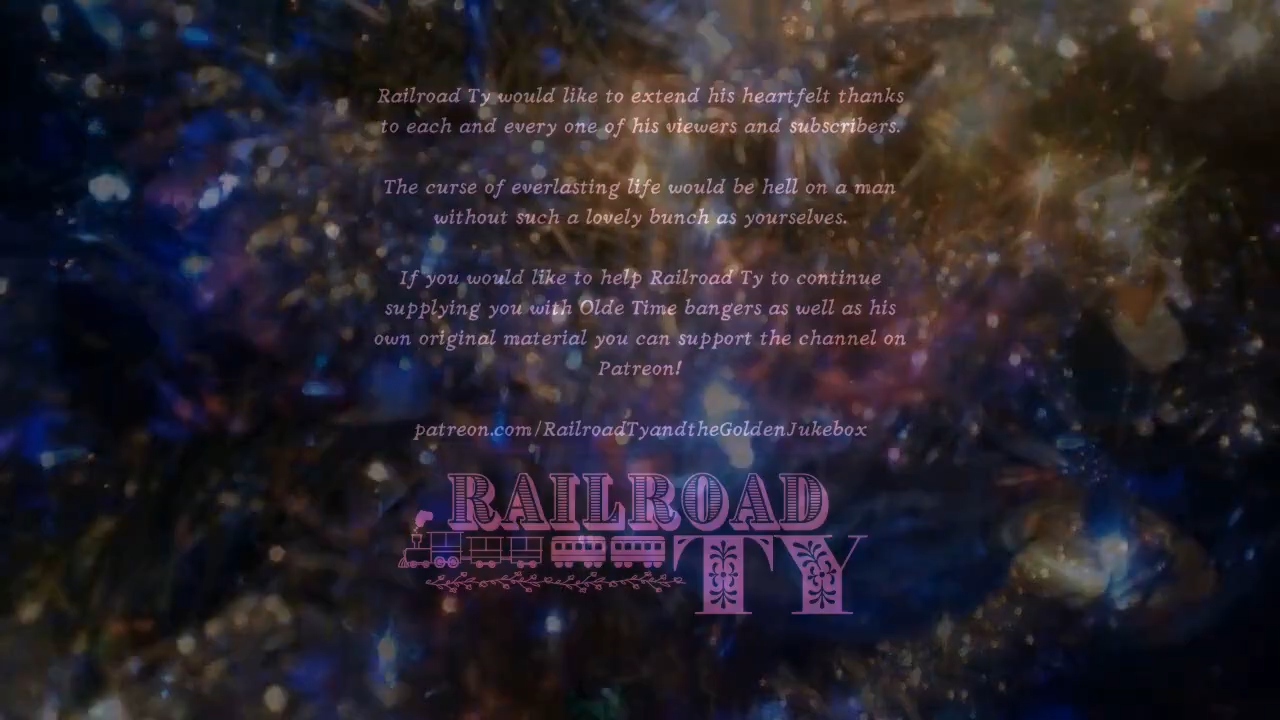 Railroad Ty would like to extend his heartfelt thanks
to each and every one of his viewers and subscribers.
The curse of everlasting life would be hell on a man
without such a lovely bunch as yourselves.
If you would like to help Railroad Ty to continue
supplying you with Olde Time bangers as well as his
own original material you can support the channel on
Patreon!
patreon.com/RailroadTyandtheGoldenJukebox
RAILROAD
TY